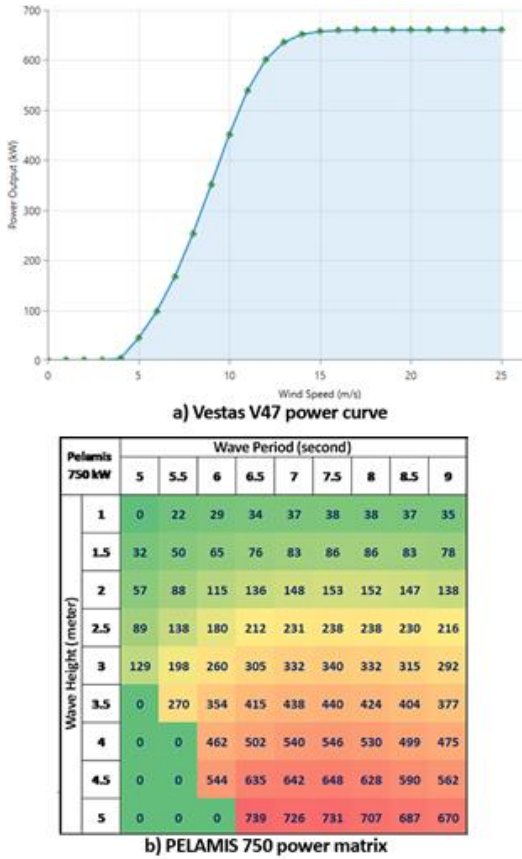 700
600
500
400
300
200
100
0
Power Output (kW)
0 5 10 15 20 25
Wind Speed (m/s)
a) Vestas V47 power curve
Pelamis 750 kW
Wave Period (second)
5 5.5 6 6.5 7 7.5 8 8.5 9
Wave Height (meter)
1 0 22 29 34 37 38 38 37 35
1.5 32 50 65 76 83 86 86 83 78
2 57 88 115 136 148 153 152 147 138
2.5 89 138 180 212 231 238 238 230 216
3 129 198 260 305 332 340 332 315 292
3.5 0 270 354 415 438 440 424 404 377
4 0 0 462 502 540 546 530 499 475
4.5 0 0 544 635 642 648 628 590 562
5 0 0 0 739 726 731 707 687 670
b) PELAMIS 750 power matrix